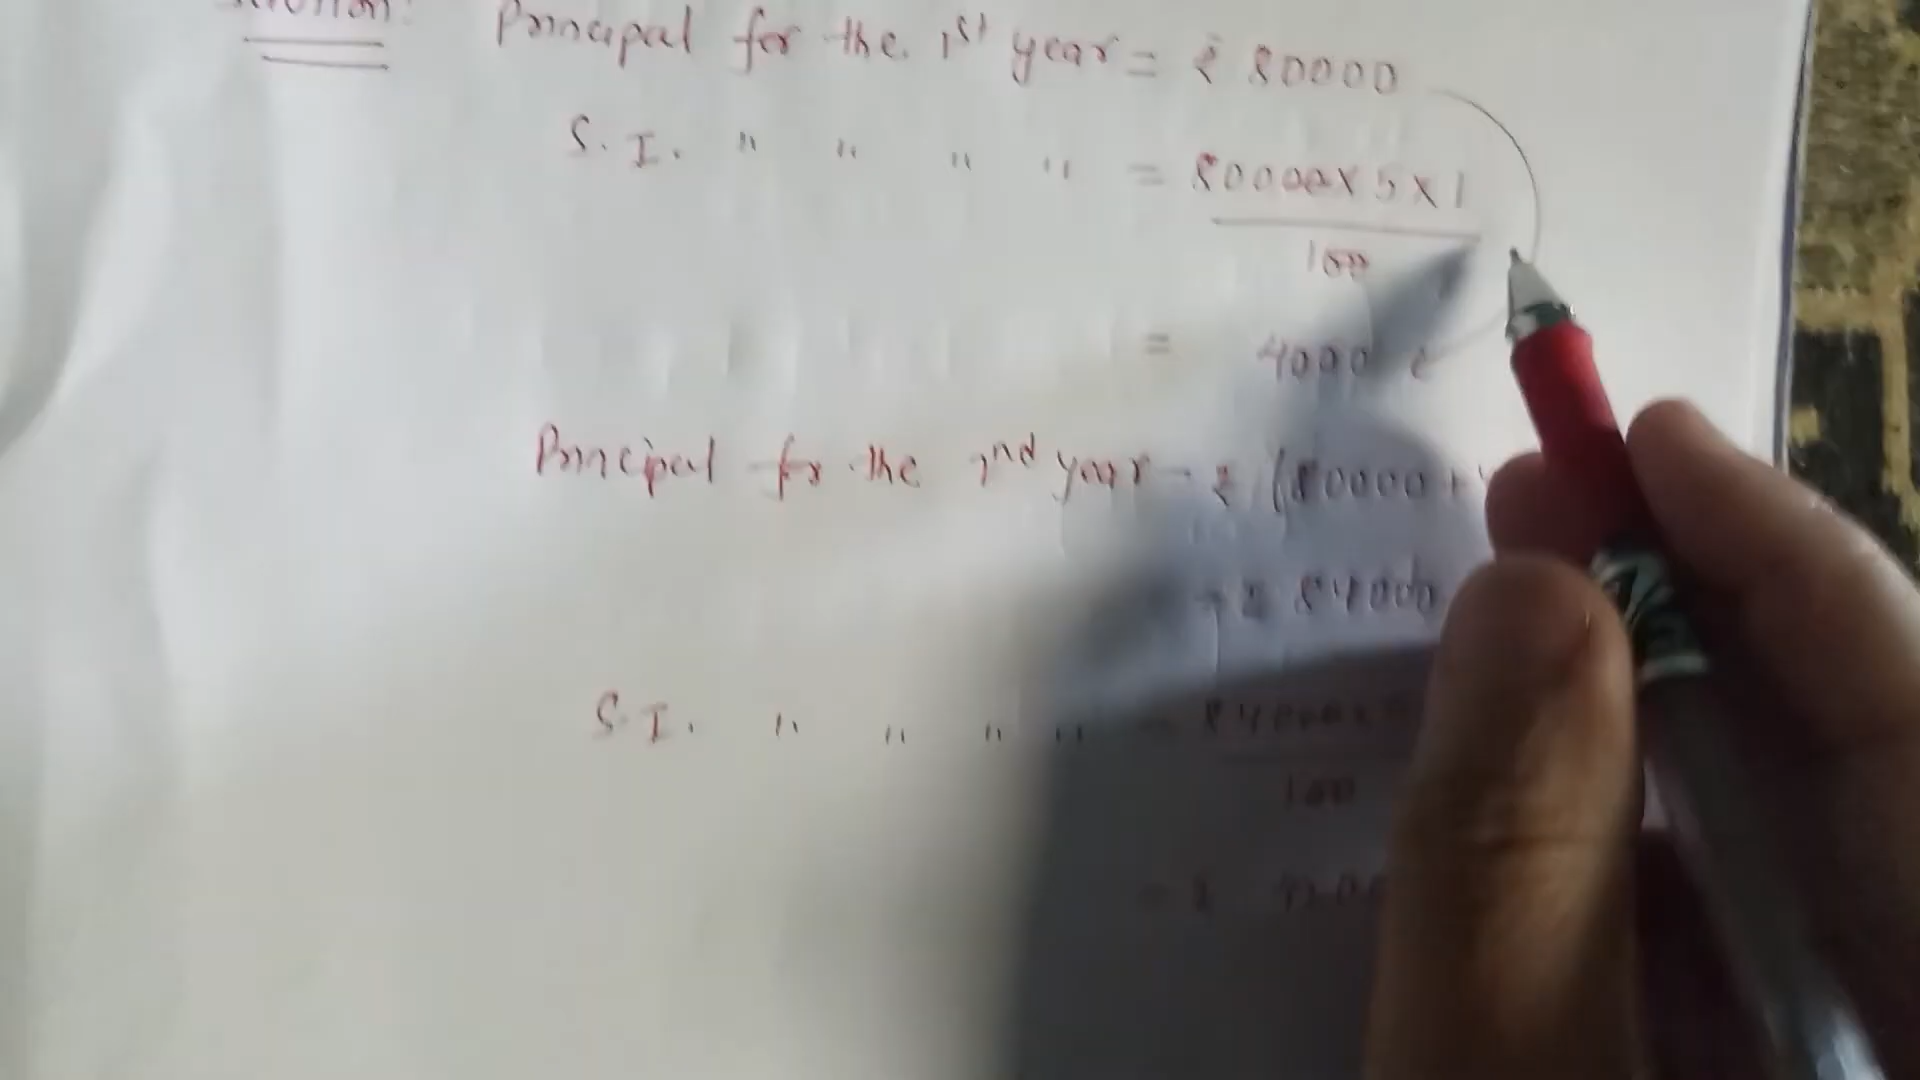 Principal for the 1st year = ₹ 80000
S. I. " " " " = 80000 x 5 x 1
100
= 4000
Principal for the 2nd year = ₹ (80000 +
= ₹ 84000
S. I. " " " " = 84000 x
100
= ₹